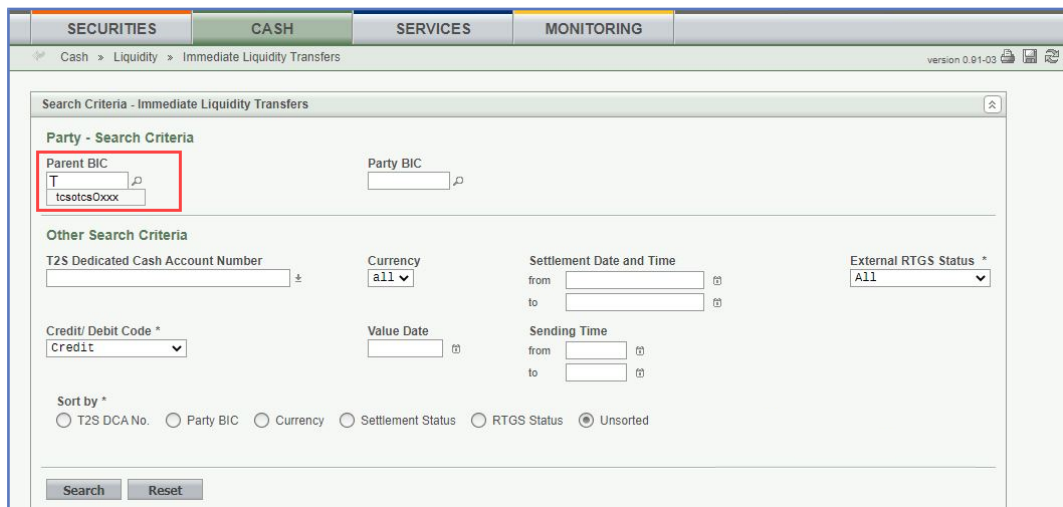 SECURITIES CASH SERVICES MONITORING
Cash » Liquidity » Immediate Liquidity Transfers version 0.91-03
Search Criteria - Immediate Liquidity Transfers
Party - Search Criteria
Parent BIC Party BIC
T
tcsotcsOxxx
Other Search Criteria
T2S Dedicated Cash Account Number Currency Settlement Date and Time External RTGS Status *
all from All
to
Credit/ Debit Code * Value Date Sending Time
Credit from
to
Sort by *
T2S DCA No. Party BIC Currency Settlement Status RTGS Status Unsorted
Search Reset